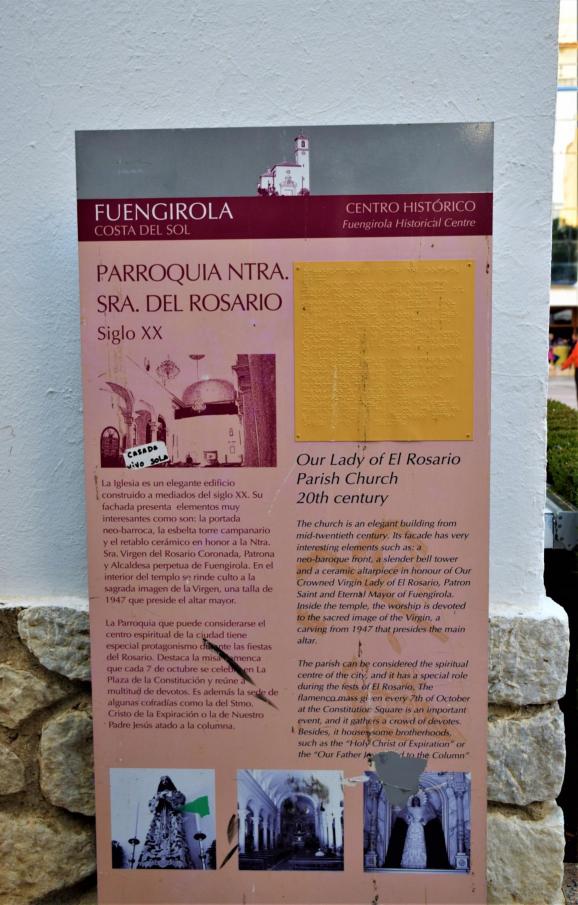 FUENGIROLA
COSTA DEL SOL
CENTRO HISTÓRICO
Fuengirola Historical Centre
PARROQUIA NTRA.
SRA. DEL ROSARIO
Siglo XX
CASADA
VIVO SOLA
La Iglesia es un elegante edificio
construido a mediados del siglo XX. Su
fachada presenta elementos muy
interesantes como son: la portada
neo-barroca, la esbelta torre campanario
y el retablo cerámico en honor a la Ntra.
Sra. Virgen del Rosario Coronada, Patrona
y Alcaldesa perpetua de Fuengirola. En el
interior del templo se rinde culto a la
sagrada imagen de la Virgen, una talla de
1947 que preside el altar mayor.
La Parroquia que puede considerarse el
centro espiritual de la ciudad tiene
especial protagonismo durante las fiestas
del Rosario. Destaca la misa flamenca
que cada 7 de octubre se celebra en La
Plaza de la Constitución y reúne a
multitud de devotos. Es además la sede de
algunas cofradías como la del Stmo.
Cristo de la Expiración o la de Nuestro
Padre Jesús atado a la columna.
Our Lady of El Rosario
Parish Church
20th century
The church is an elegant building from
mid-twentieth century. Its facade has very
interesting elements such as: a
neo-baroque front, a slender bell tower
and a ceramic altarpiece in honour of Our
Crowned Virgin Lady of El Rosario, Patron
Saint and Eternal Mayor of Fuengirola.
Inside the temple, the worship is devoted
to the sacred image of the Virgin, a
carving from 1947 that presides the main
altar.
The parish can be considered the spiritual
centre of the city, and it has a special role
during the fests of El Rosario. The
flamenco mass given every 7th of October
at the Constitution Square is an important
event, and it gathers a crowd of devotes.
Besides, it houses some brotherhoods,
such as the "Holy Christ of Expiration" or
the "Our Father to the Column"